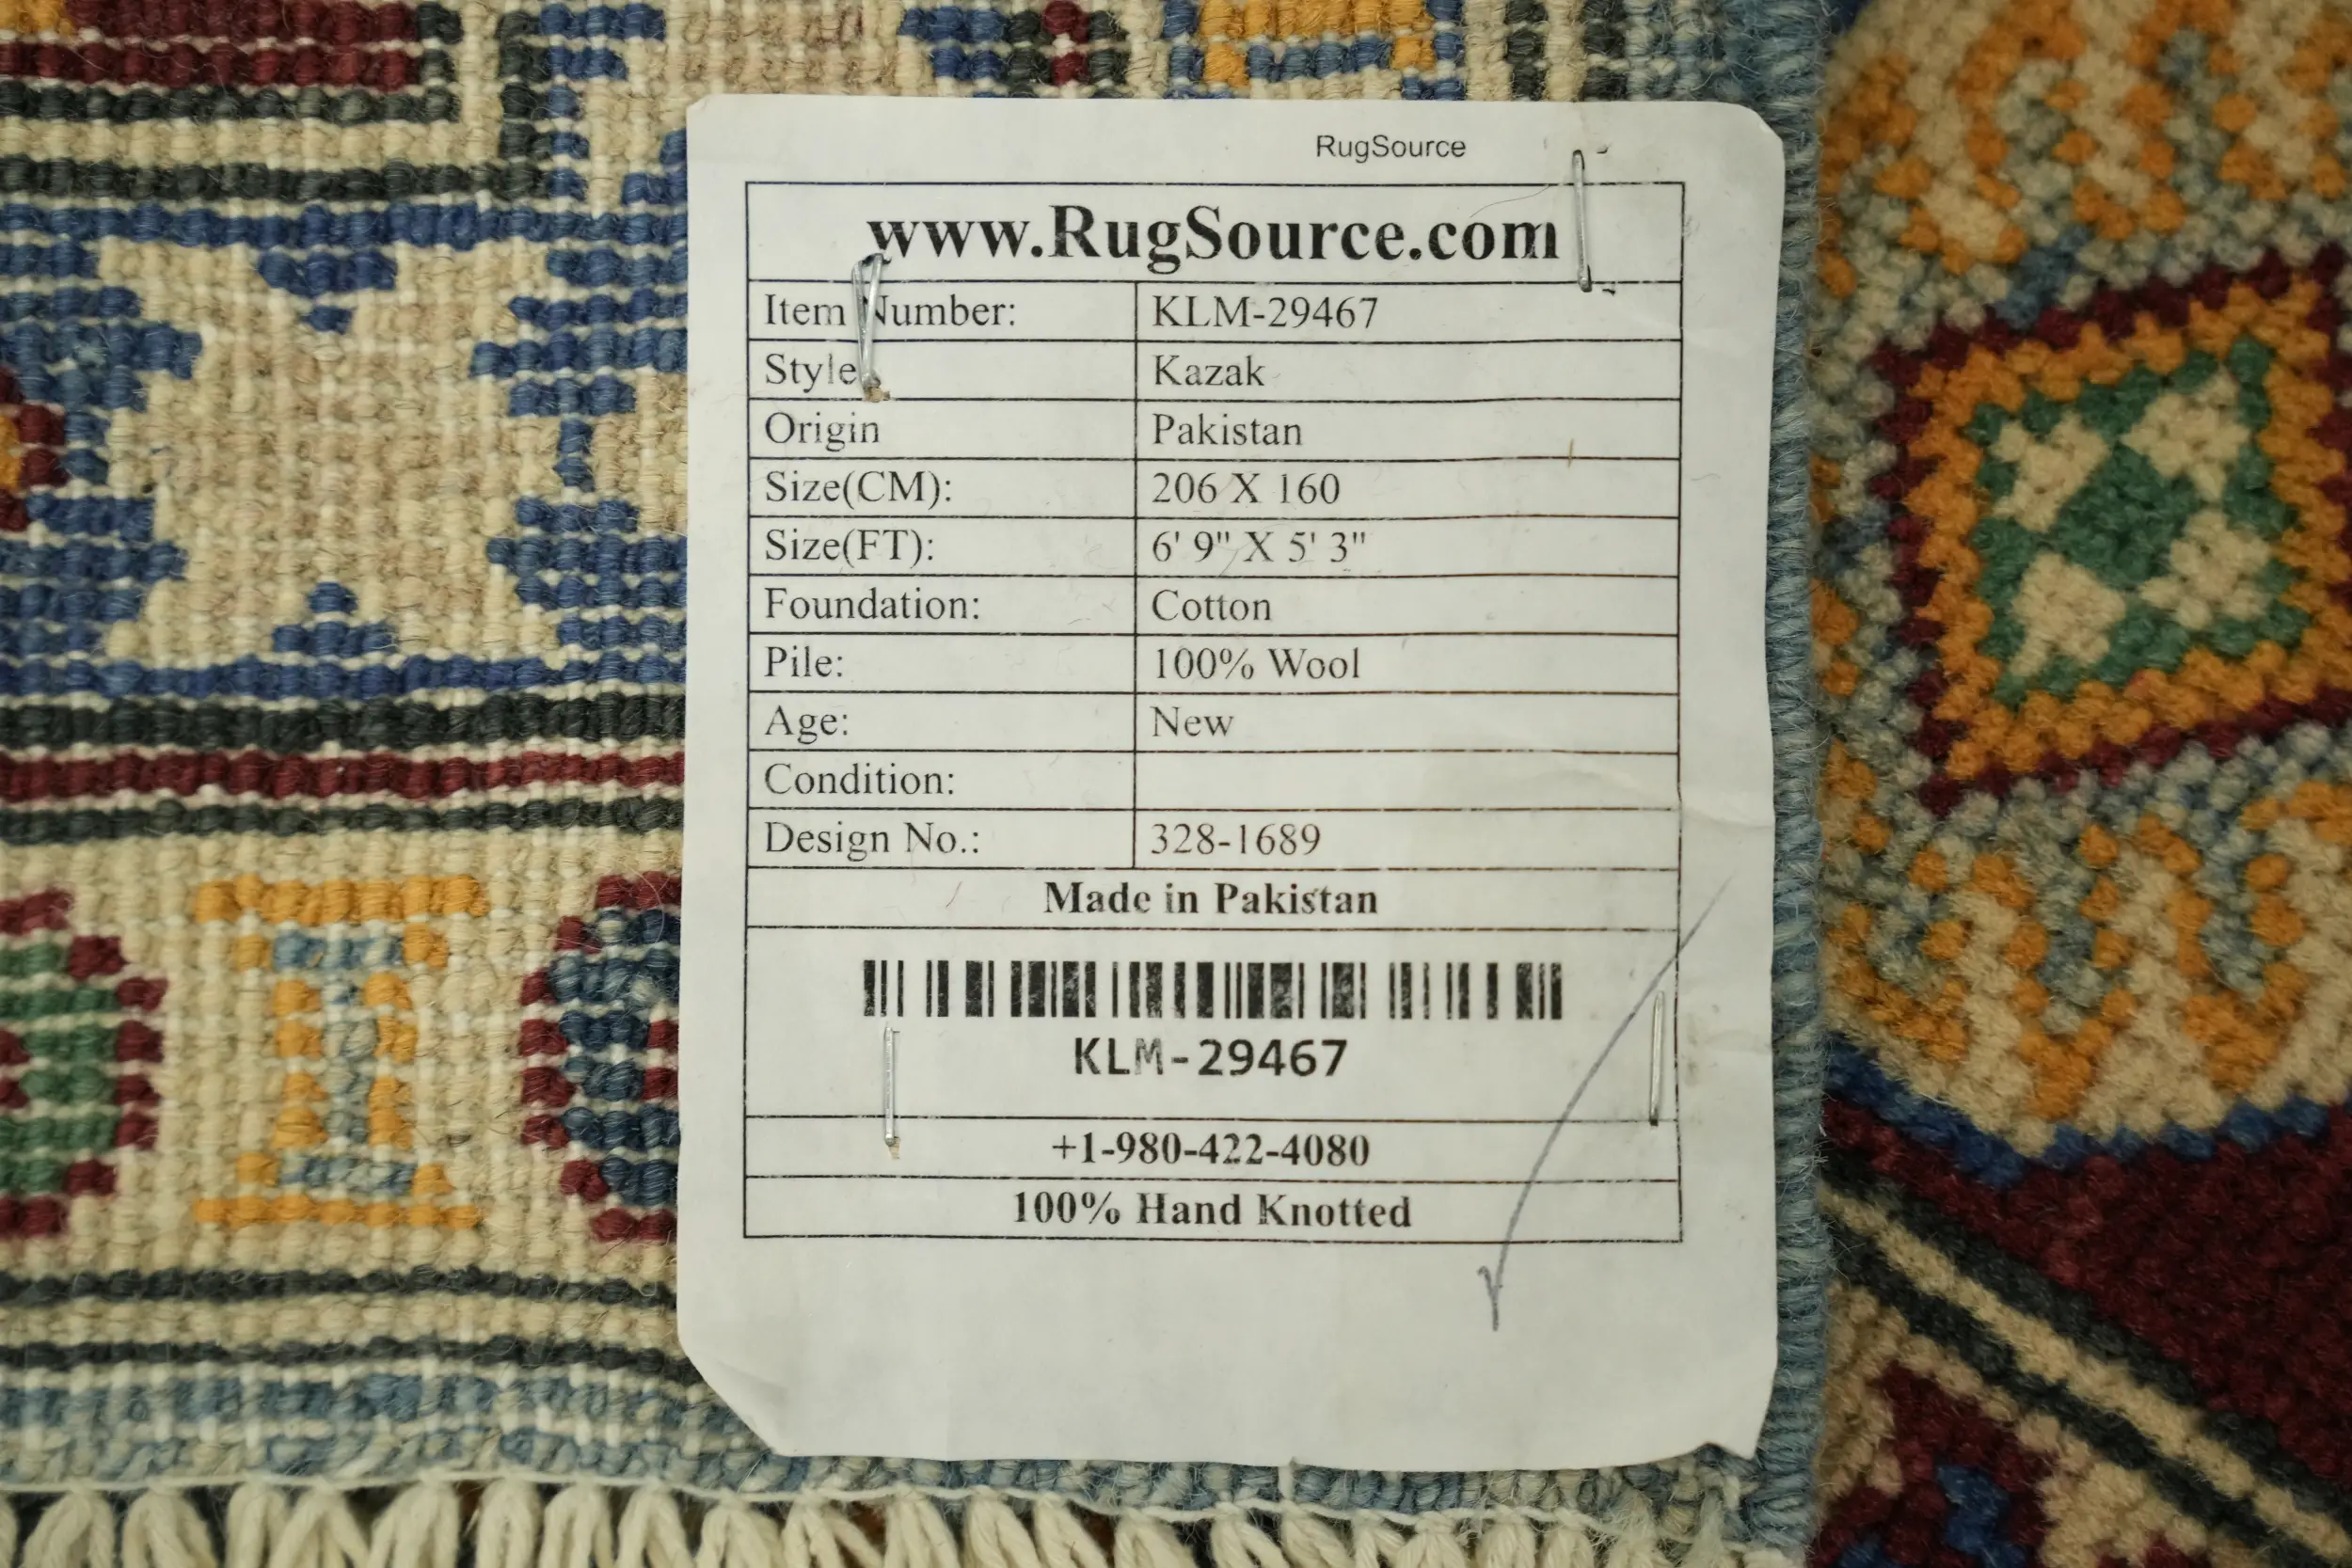 RugSource
www.RugSource.com
Item Number: KLM-29467
Style Kazak
Origin Pakistan
Size(CM): 206 X 160
Size(FT): 6' 9" X 5' 3"
Foundation: Cotton
Pile: 100% Wool
Age: New
Condition:
Design No.: 328-1689
Made in Pakistan
KLM-29467
+1-980-422-4080
100% Hand Knotted